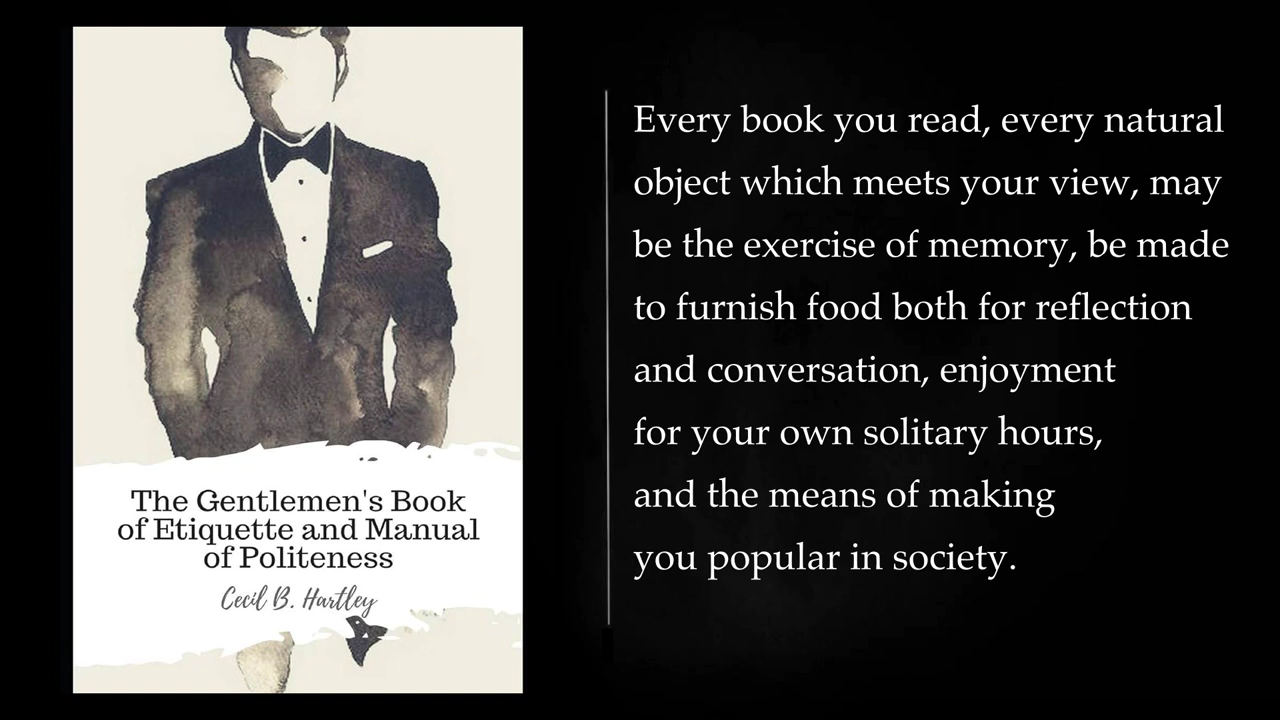 The Gentlemen's Book
of Etiquette and Manual
of Politeness
Cecil B. Hartley
Every book you read, every natural
object which meets your view, may
be the exercise of memory, be made
to furnish food both for reflection
and conversation, enjoyment
for your own solitary hours,
and the means of making
you popular in society.